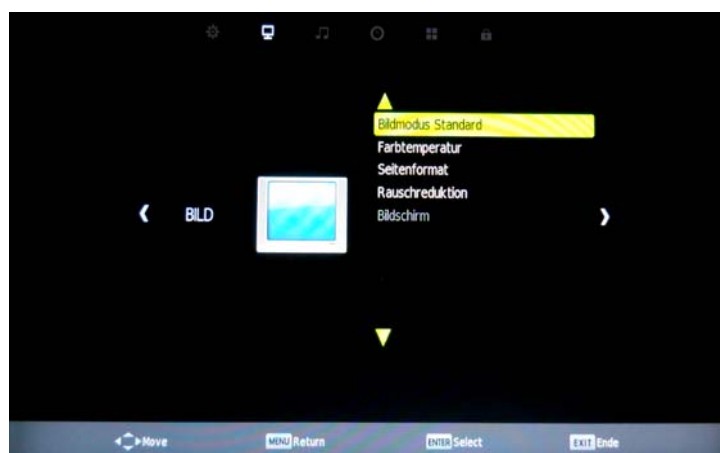 Bildmodus Standard
Farbtemperatur
Seitenformat
Rauschreduktion
BILD
Bildschirm
Move MENU Return ENTER Select EXIT Ende